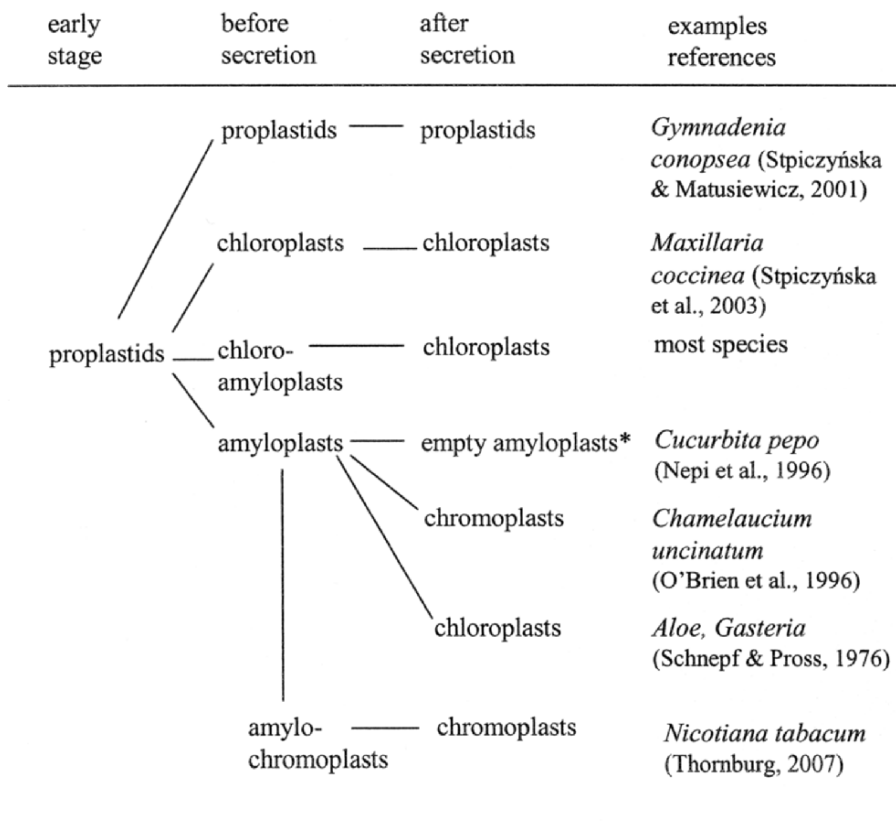 early before after examples
stage secretion secretion references
proplastids proplastids Gymnadenia
conopsea (Stpiczyńska
& Matusiewicz, 2001)
chloroplasts chloroplasts Maxillaria
coccinea (Stpiczyńska
et al., 2003)
proplastids chloro- chloroplasts most species
amyloplasts
amyloplasts empty amyloplasts* Cucurbita pepo
(Nepi et al., 1996)
chromoplasts Chamelaucium
uncinatum
(O'Brien et al., 1996)
chloroplasts Aloe, Gasteria
(Schnepf & Pross, 1976)
amylo- chromoplasts Nicotiana tabacum
chromoplasts (Thornburg, 2007)